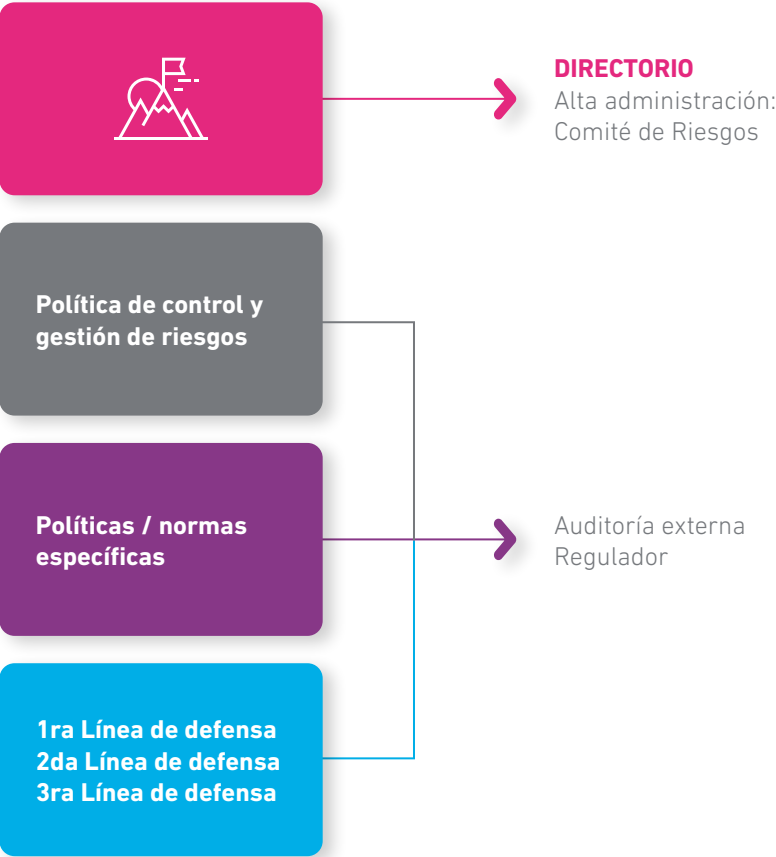 DIRECTORIO
Alta administración:
Comité de Riesgos
Política de control y
gestión de riesgos
Políticas / normas
específicas
Auditoría externa
Regulador
1ra Línea de defensa
2da Línea de defensa
3ra Línea de defensa